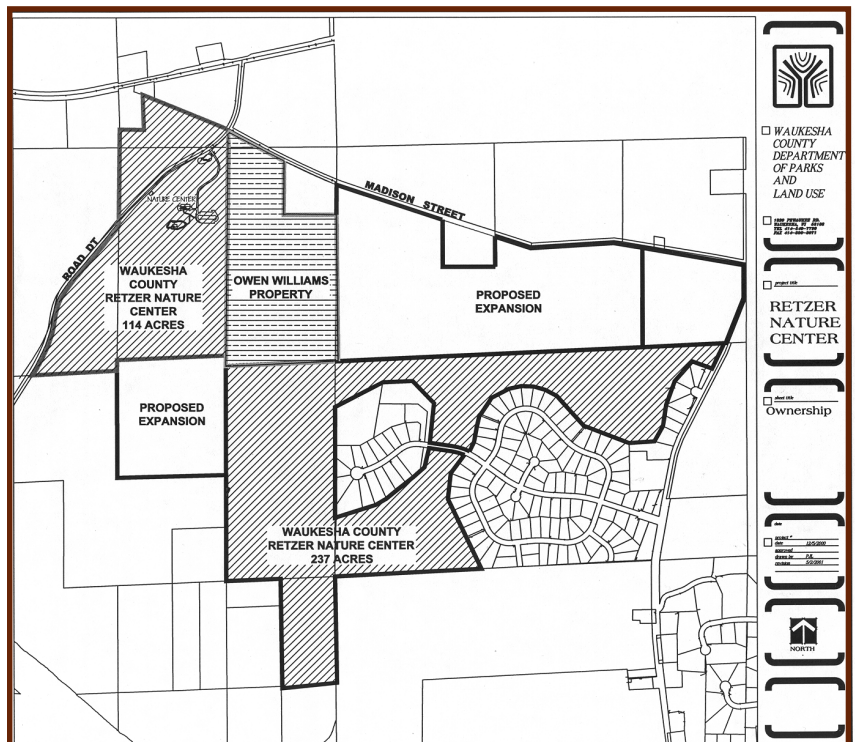 MADISON STREET
NATURE CENTER
ROAD DT
WAUKESHA
COUNTY
RETZER NATURE
CENTER
114 ACRES
OWEN WILLIAMS
PROPERTY
PROPOSED
EXPANSION
PROPOSED
EXPANSION
WAUKESHA COUNTY
RETZER NATURE CENTER
237 ACRES
WAUKESHA
COUNTY
DEPARTMENT
OF PARKS
AND
LAND USE
project title
RETZER
NATURE
CENTER
sheet title
Ownership
date
project #
date 12/5/2000
approved
drawn by
revision 5/2/2001
NORTH